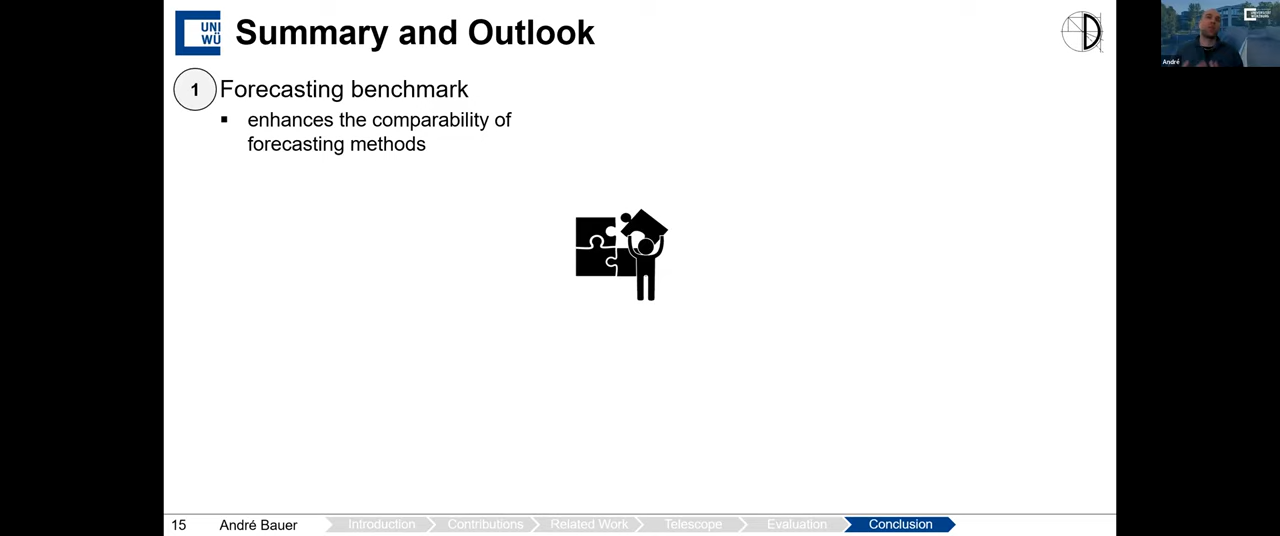 UNI
WÜ
Summary and Outlook
1
Forecasting benchmark
▪ enhances the comparability of
forecasting methods
15
André Bauer
Introduction
Contributions
Related Work
Telescope
Evaluation
Conclusion
André